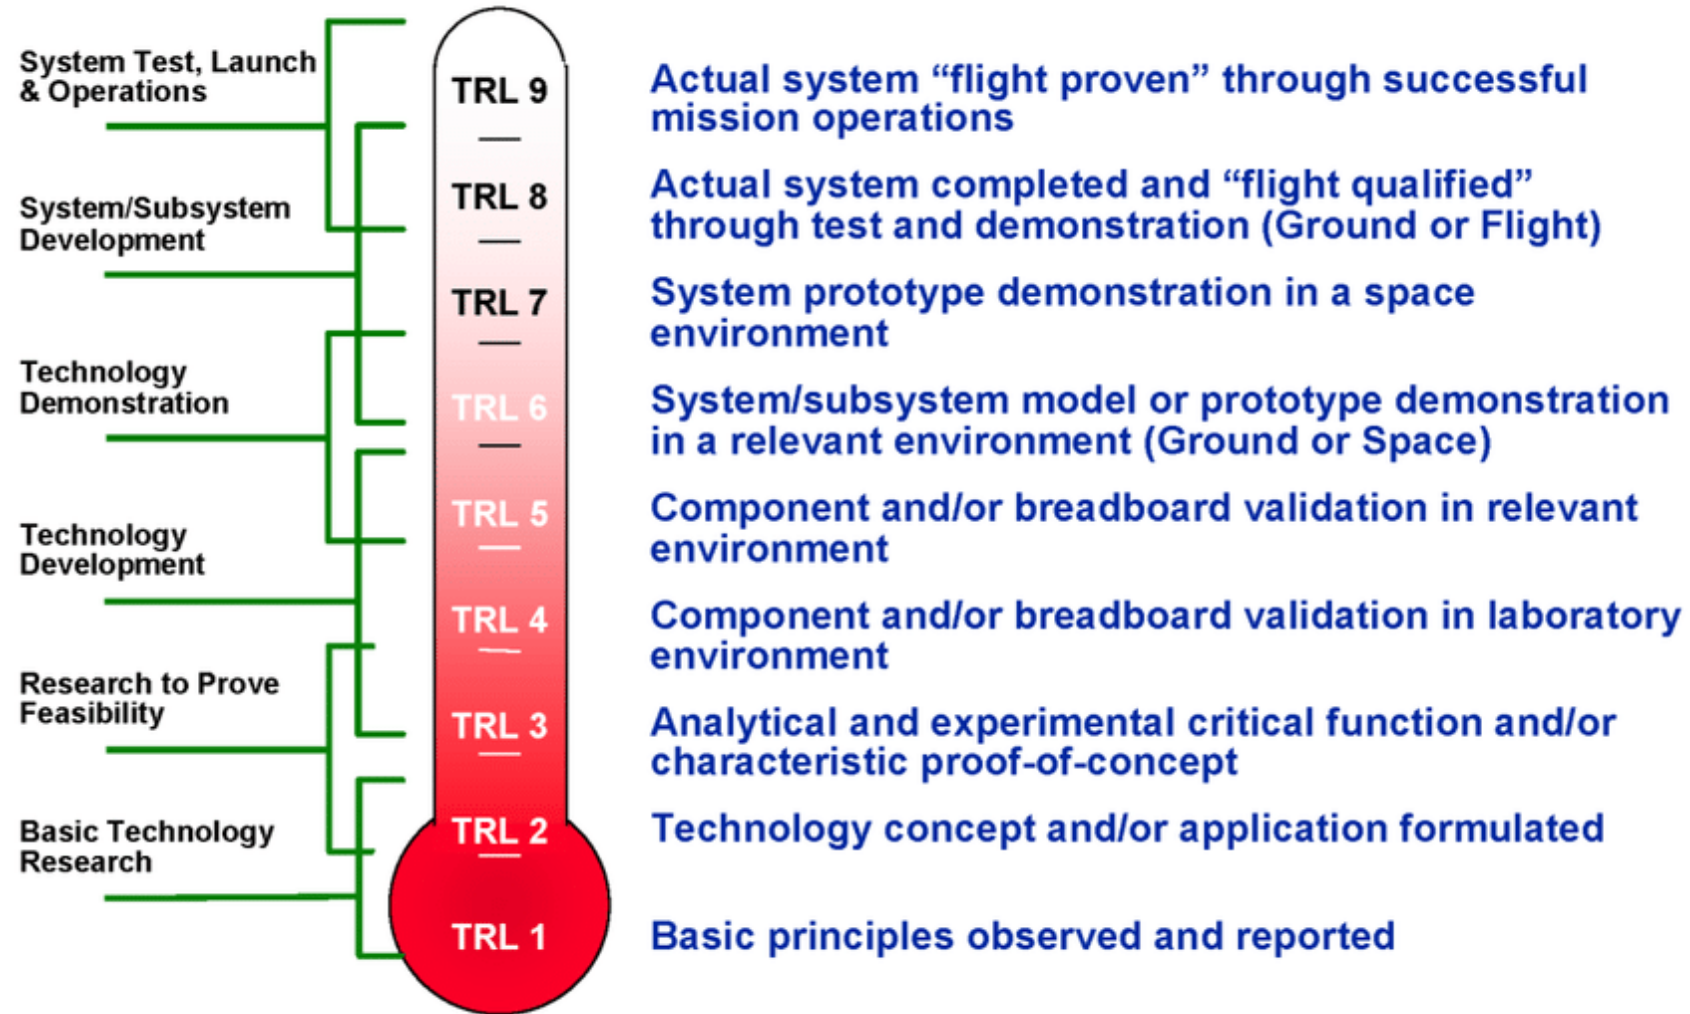 System Test, Launch
& Operations
System/Subsystem
Development
Technology
Demonstration
Technology
Development
Research to Prove
Feasibility
Basic Technology
Research
TRL 9
TRL 8
TRL 7
TRL 6
TRL 5
TRL 4
TRL 3
TRL 2
TRL 1
Actual system “flight proven” through successful
mission operations
Actual system completed and “flight qualified”
through test and demonstration (Ground or Flight)
System prototype demonstration in a space
environment
System/subsystem model or prototype demonstration
in a relevant environment (Ground or Space)
Component and/or breadboard validation in relevant
environment
Component and/or breadboard validation in laboratory
environment
Analytical and experimental critical function and/or
characteristic proof-of-concept
Technology concept and/or application formulated
Basic principles observed and reported